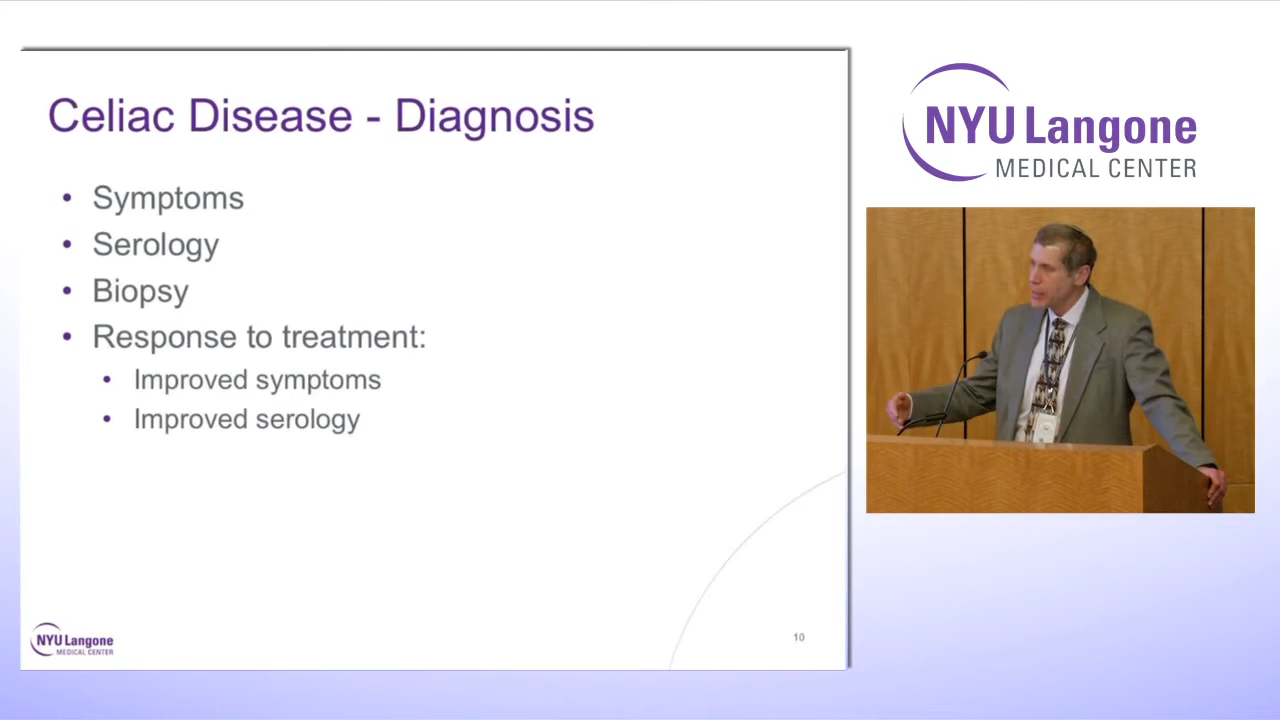 Celiac Disease - Diagnosis
• Symptoms
• Serology
• Biopsy
• Response to treatment:
• Improved symptoms
• Improved serology
NYU Langone
MEDICAL CENTER
10
NYU Langone
MEDICAL CENTER